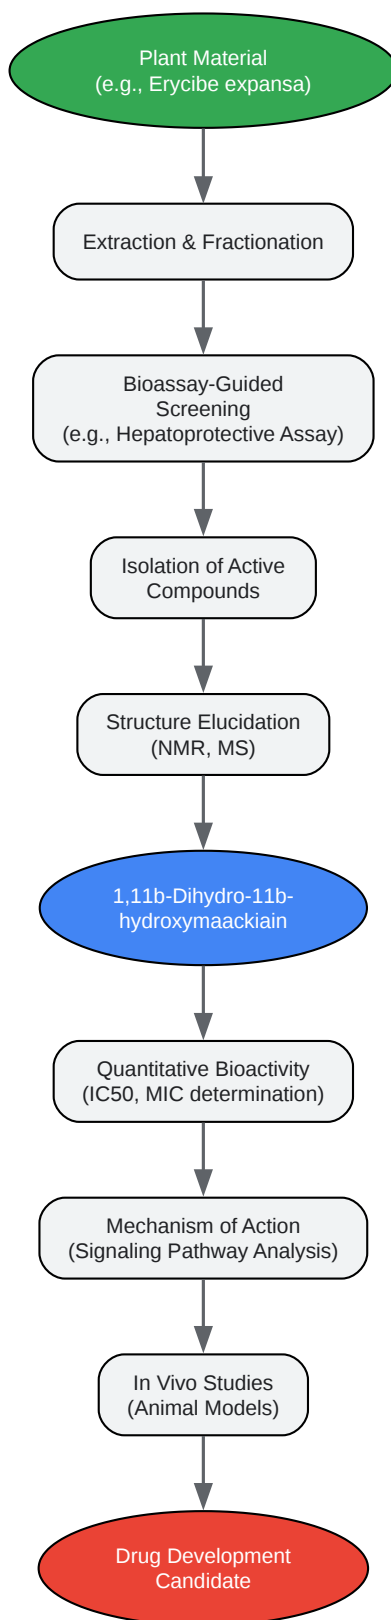 Plant Material
(e.g., Erycibe expansa)
Extraction & Fractionation
Bioassay-Guided
Screening
(e.g., Hepatoprotective Assay)
Isolation of Active
Compounds
Structure Elucidation
(NMR, MS)
1,11b-Dihydro-11b-
hydroxymaackiain
Quantitative Bioactivity
(IC50, MIC determination)
Mechanism of Action
(Signaling Pathway Analysis)
In Vivo Studies
(Animal Models)
Drug Development
Candidate